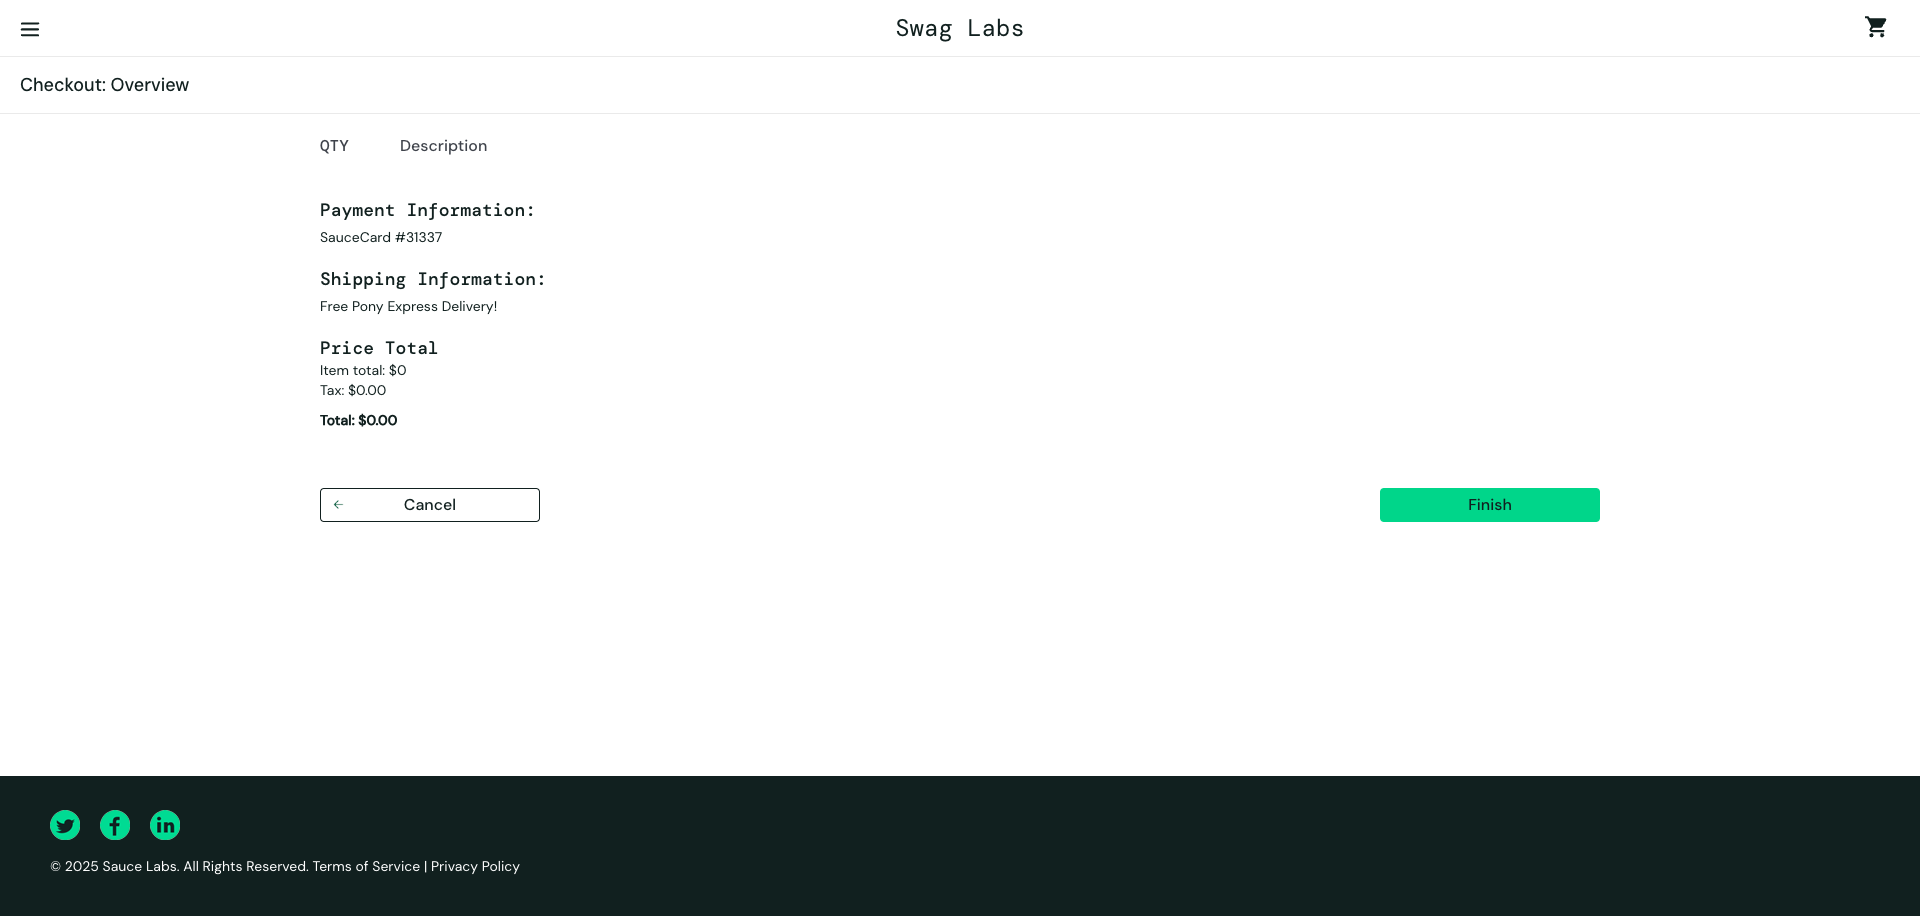 Swag Labs
Checkout: Overview
QTY Description
Payment Information:
SauceCard #31337
Shipping Information:
Free Pony Express Delivery!
Price Total
Item total: $0
Tax: $0.00
Total: $0.00
Cancel Finish
© 2025 Sauce Labs. All Rights Reserved. Terms of Service | Privacy Policy